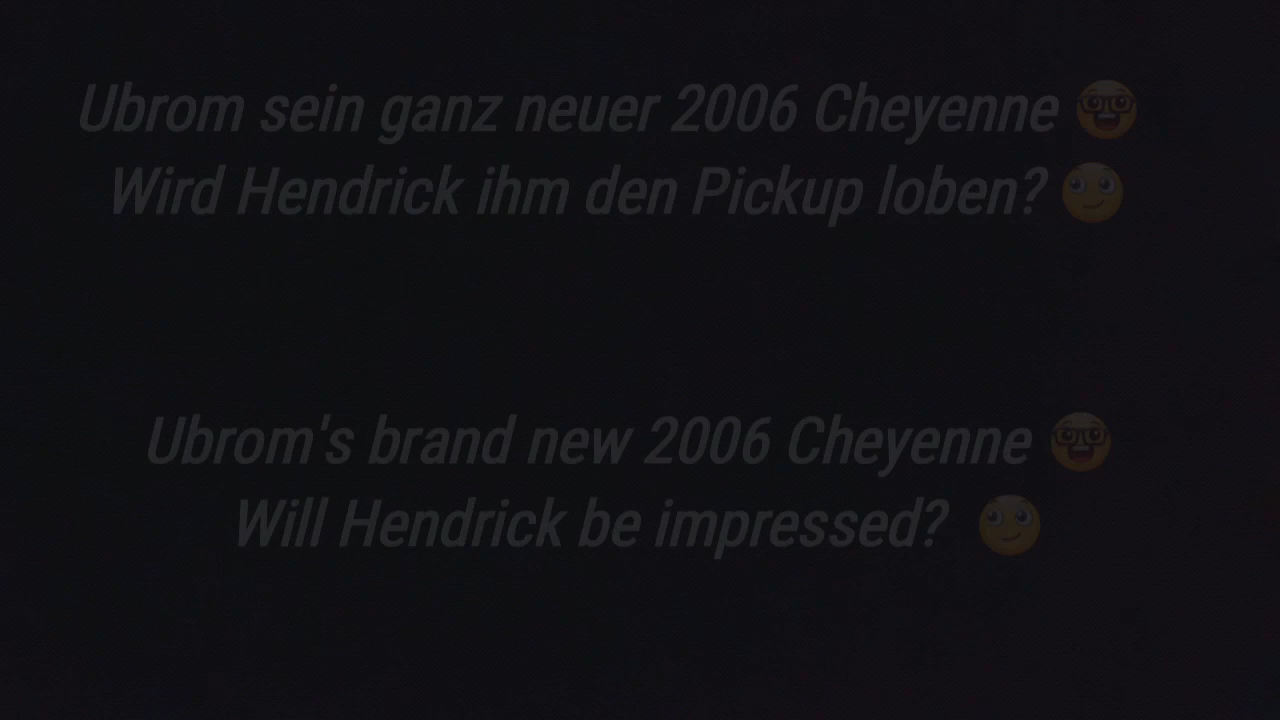 Ubrom sein ganz neuer 2006 Cheyenne 🤓
Wird Hendrick ihm den Pickup loben? 🙄
Ubrom's brand new 2006 Cheyenne 🤓
Will Hendrick be impressed? 🙄